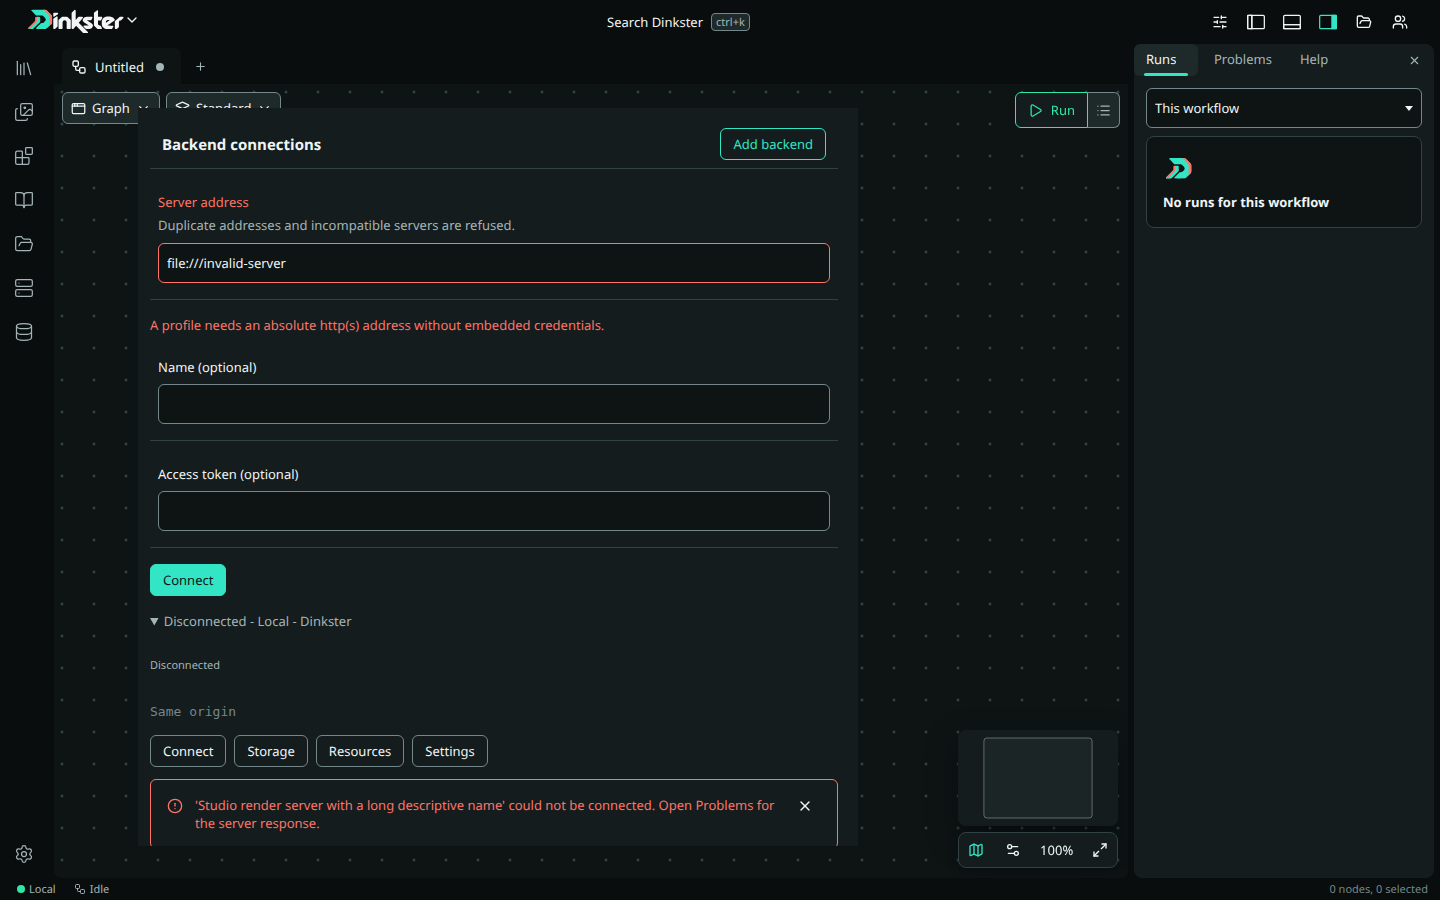 Dinkster
Search Dinkster ctrl+k
Untitled
Runs Problems Help
Graph Standard
Run
This workflow
No runs for this workflow
Backend connections
Add backend
Server address
Duplicate addresses and incompatible servers are refused.
file:///invalid-server
A profile needs an absolute http(s) address without embedded credentials.
Name (optional)
Access token (optional)
Connect
Disconnected - Local - Dinkster
Disconnected
Same origin
Connect Storage Resources Settings
'Studio render server with a long descriptive name' could not be connected. Open Problems for
the server response.
100%
Local Idle
0 nodes, 0 selected